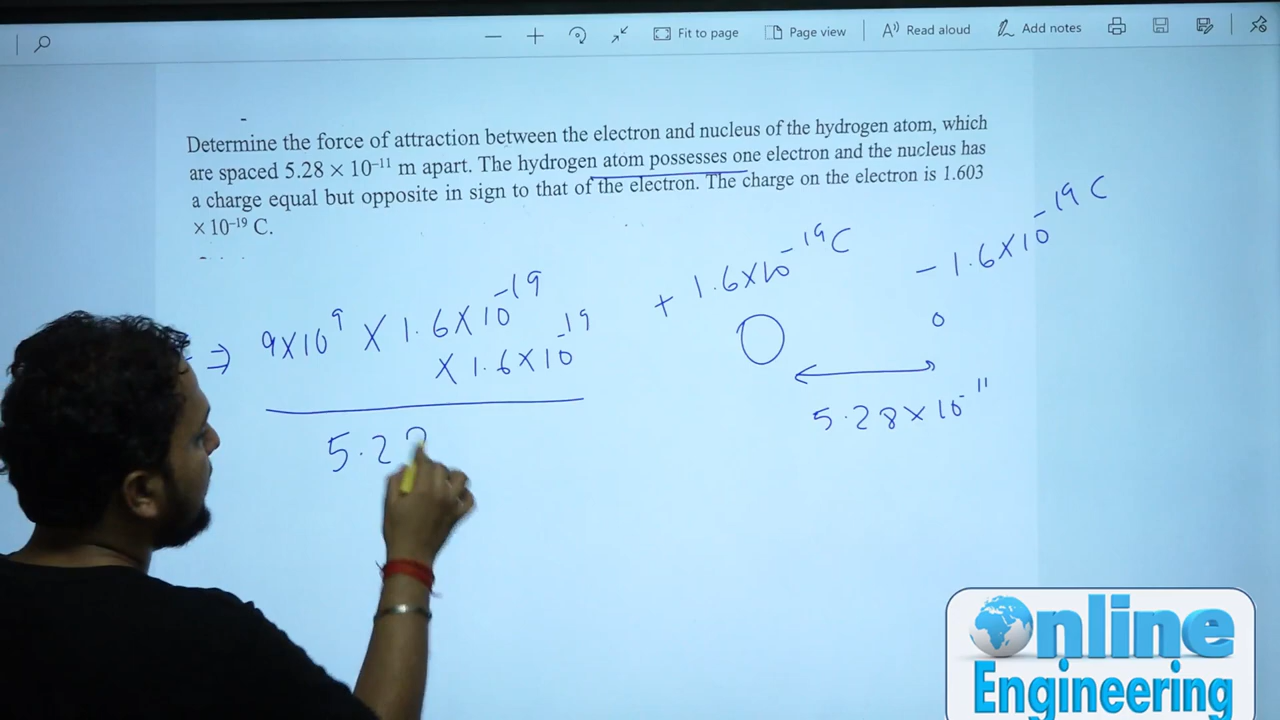 Fit to page
Page view
Read aloud
Add notes
Determine the force of attraction between the electron and nucleus of the hydrogen atom, which
are spaced 5.28 × 10⁻¹¹ m apart. The hydrogen atom possesses one electron and the nucleus has
a charge equal but opposite in sign to that of the electron. The charge on the electron is 1.603
× 10⁻¹⁹ C.
⇒ 9×10⁹ × 1.6×10⁻¹⁹
× 1.6×10⁻¹⁹
5.2
+ 1.6×10⁻¹⁹ C
− 1.6×10⁻¹⁹ C
5.28×10⁻¹¹
Online
Engineering